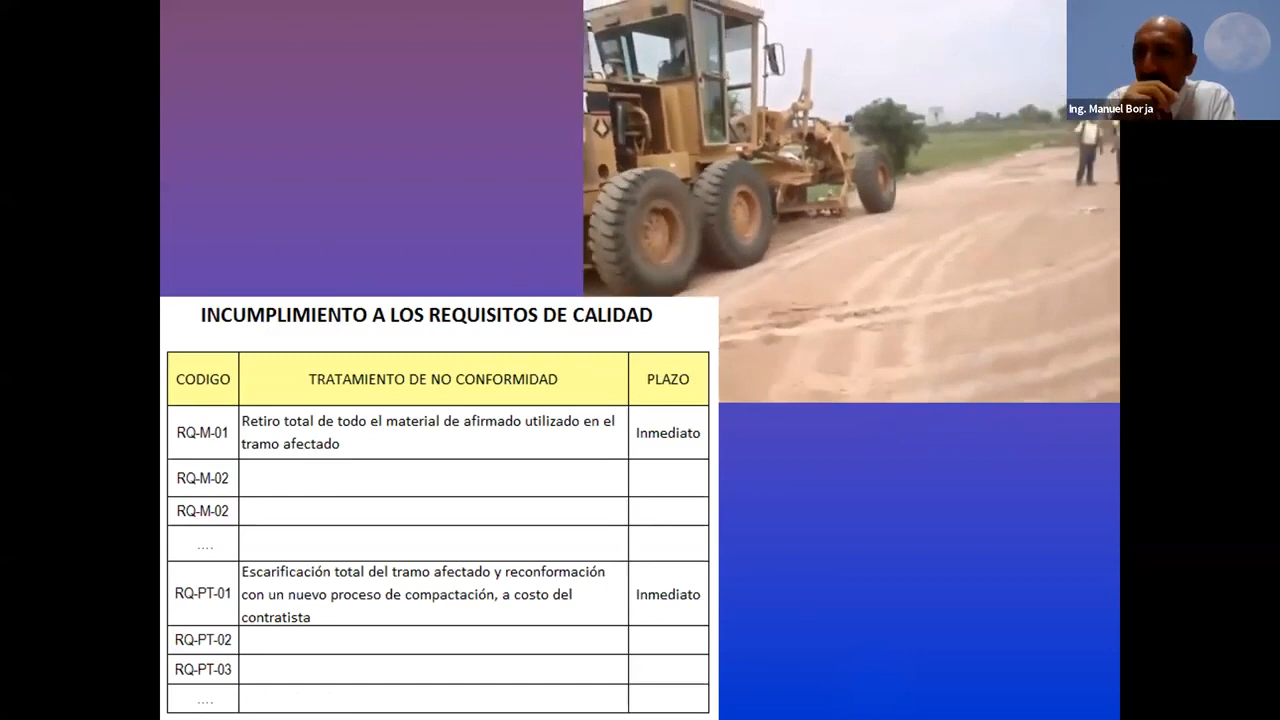 Ing. Manuel Borja
INCUMPLIMIENTO A LOS REQUISITOS DE CALIDAD
CODIGO TRATAMIENTO DE NO CONFORMIDAD PLAZO
RQ-M-01 Retiro total de todo el material de afirmado utilizado en el
tramo afectado Inmediato
RQ-M-02
RQ-M-02
....
RQ-PT-01 Escarificación total del tramo afectado y reconformación
con un nuevo proceso de compactación, a costo del
contratista Inmediato
RQ-PT-02
RQ-PT-03
....